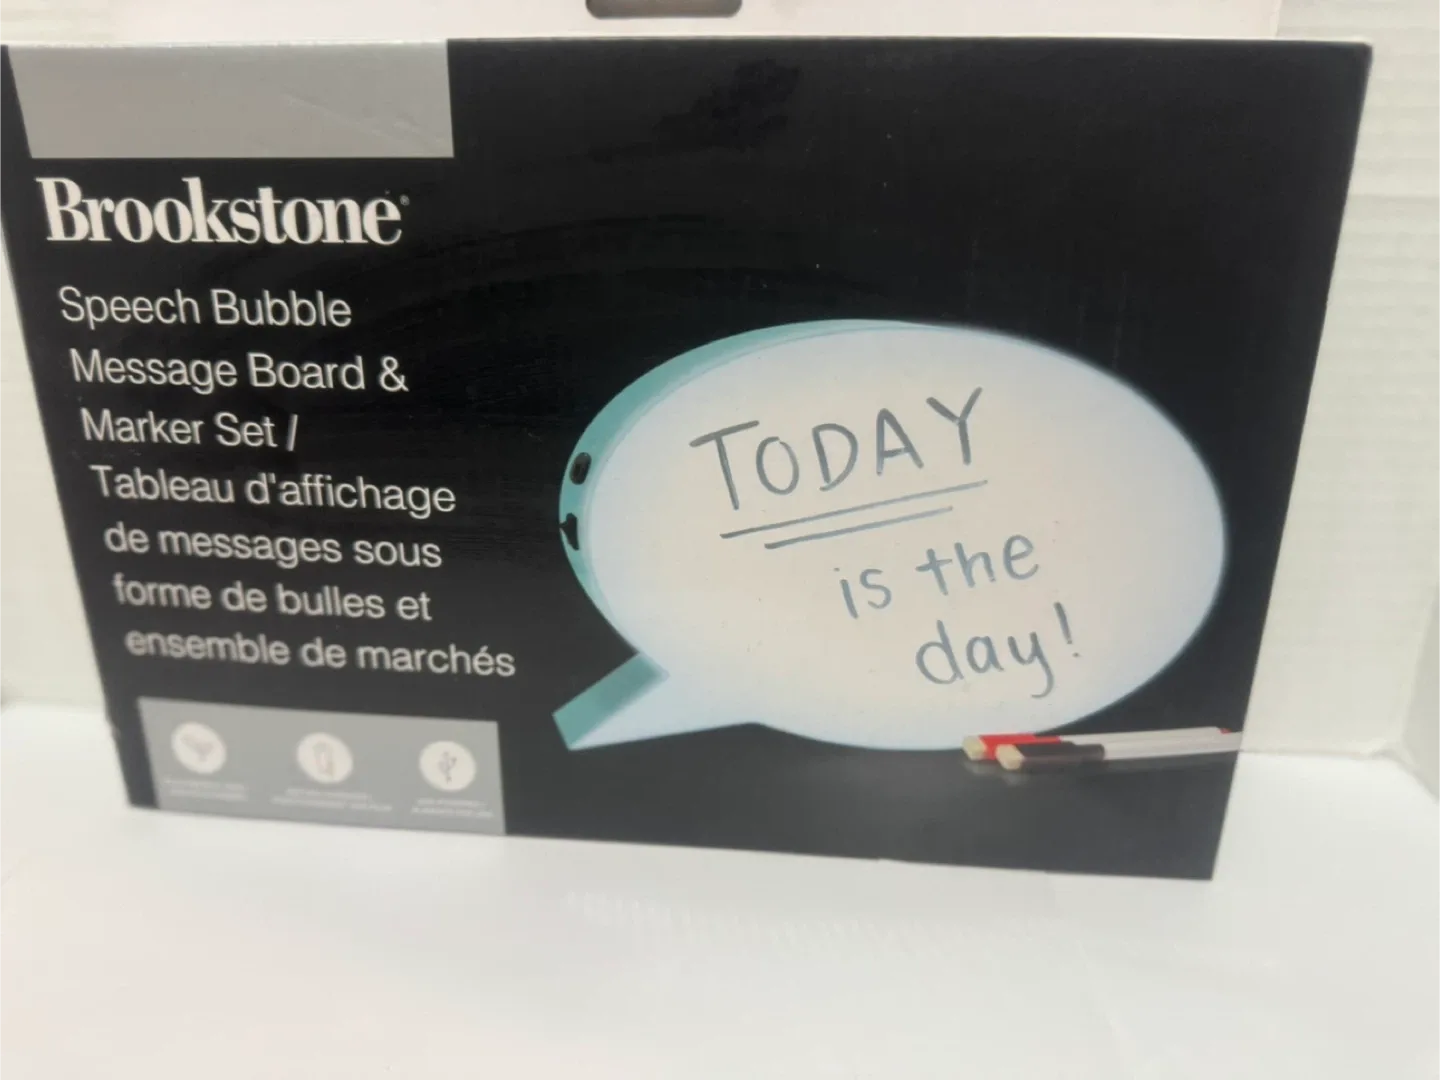 Brookstone®
Speech Bubble
Message Board &
Marker Set /
Tableau d'affichage
de messages sous
forme de bulles et
ensemble de marchés
TODAY
is the
day!